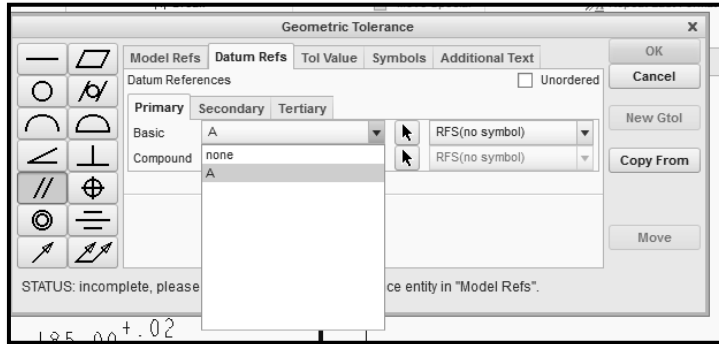 Geometric Tolerance X
Model Refs Datum Refs Tol Value Symbols Additional Text OK
Datum References Unordered Cancel
Primary Secondary Tertiary New Gtol
Basic A RFS(no symbol)
Compound none RFS(no symbol) Copy From
A
Move
STATUS: incomplete, please ce entity in "Model Refs".
+.02